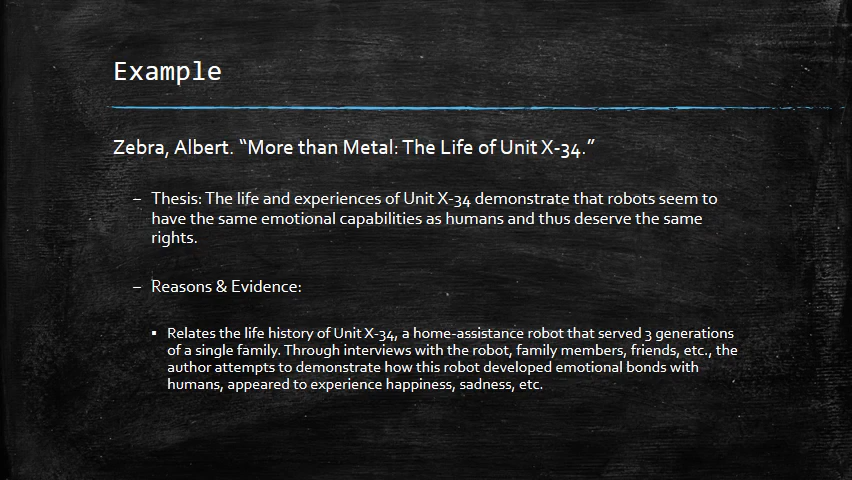 Example
Zebra, Albert. “More than Metal: The Life of Unit X-34.”
– Thesis: The life and experiences of Unit X-34 demonstrate that robots seem to
have the same emotional capabilities as humans and thus deserve the same
rights.
– Reasons & Evidence:
▪ Relates the life history of Unit X-34, a home-assistance robot that served 3 generations
of a single family. Through interviews with the robot, family members, friends, etc., the
author attempts to demonstrate how this robot developed emotional bonds with
humans, appeared to experience happiness, sadness, etc.